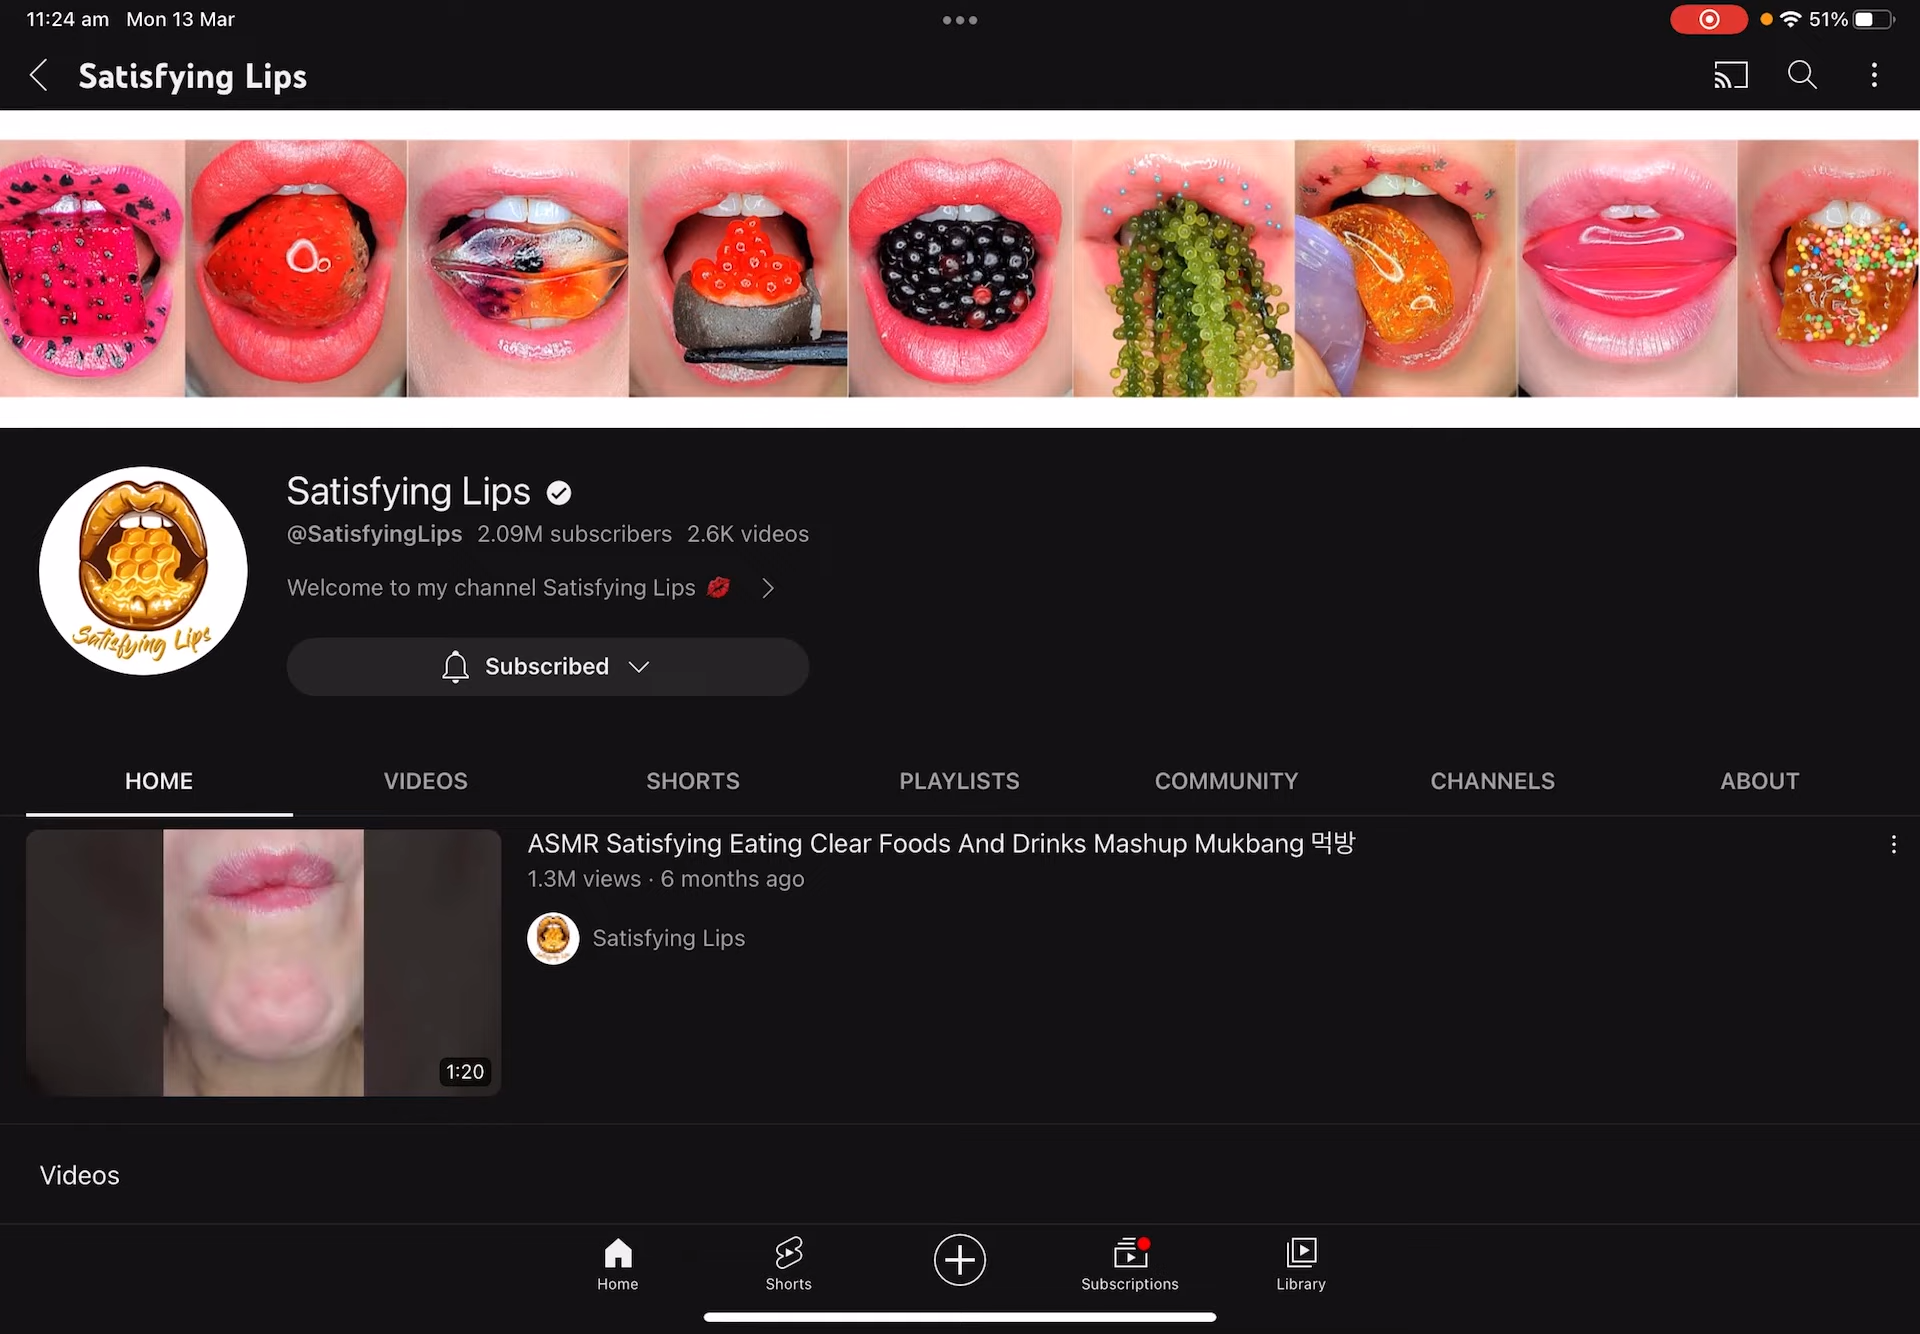 11:24 am Mon 13 Mar
51%
Satisfying Lips
Satisfying Lips
Satisfying Lips
@SatisfyingLips 2.09M subscribers 2.6K videos
Welcome to my channel Satisfying Lips 💋
Subscribed
HOME VIDEOS SHORTS PLAYLISTS COMMUNITY CHANNELS ABOUT
ASMR Satisfying Eating Clear Foods And Drinks Mashup Mukbang 먹방
1.3M views · 6 months ago
Satisfying Lips
1:20
Videos
Home Shorts Subscriptions Library